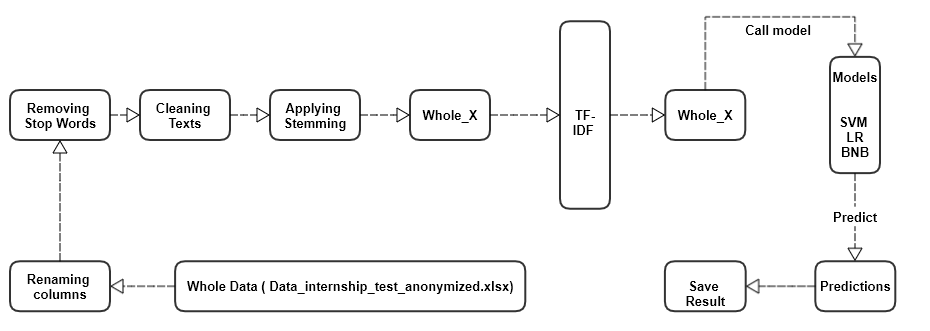 Call model
Removing
Stop Words
Cleaning
Texts
Applying
Stemming
Whole_X
TF-
IDF
Whole_X
Models
SVM
LR
BNB
Predict
Renaming
columns
Whole Data ( Data_internship_test_anonymized.xlsx)
Save
Result
Predictions